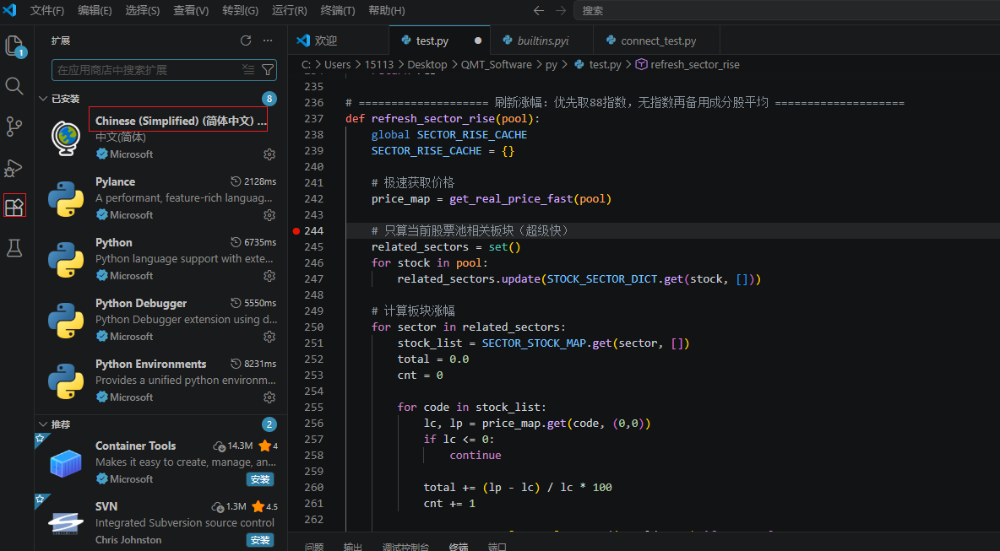 文件(F) 编辑(E) 选择(S) 查看(V) 转到(G) 运行(R) 终端(T) 帮助(H) 搜索
1
扩展
在应用商店中搜索扩展
已安装 8
Chinese (Simplified) (简体中文) ...
中文(简体)
Microsoft
Pylance 2128ms
A performant, feature-rich languag...
Microsoft
Python 6735ms
Python language support with exte...
Microsoft
Python Debugger 5550ms
Python Debugger extension using d...
Microsoft
Python Environments 8231ms
Provides a unified python environm...
Microsoft
推荐 2
Container Tools 14.3M 4
Makes it easy to create, manage, an...
Microsoft 安装
SVN 1.3M 4.5
Integrated Subversion source control
Chris Johnston 安装
欢迎 test.py builtins.pyi connect_test.py
C: > Users > 15113 > Desktop > QMT_Software > py > test.py > refresh_sector_rise
235
236 # ==================== 刷新涨幅：优先取88指数，无指数再备用成分股平均 ====================
237 def refresh_sector_rise(pool):
238 global SECTOR_RISE_CACHE
239 SECTOR_RISE_CACHE = {}
240
241 # 极速获取价格
242 price_map = get_real_price_fast(pool)
243
244 # 只算当前股票池相关板块（超级快）
245 related_sectors = set()
246 for stock in pool:
247 related_sectors.update(STOCK_SECTOR_DICT.get(stock, []))
248
249 # 计算板块涨幅
250 for sector in related_sectors:
251 stock_list = SECTOR_STOCK_MAP.get(sector, [])
252 total = 0.0
253 cnt = 0
254
255 for code in stock_list:
256 lc, lp = price_map.get(code, (0,0))
257 if lc <= 0:
258 continue
259
260 total += (lp - lc) / lc * 100
261 cnt += 1
262
问题 输出 调试控制台 终端 端口